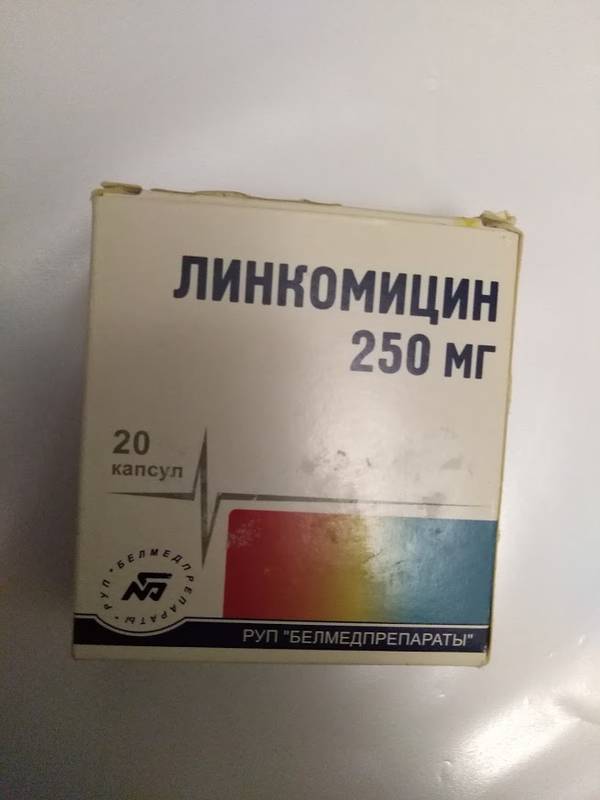 ЛИНКОМИЦИН
250 МГ
20
капсул
РУП "БЕЛМЕДПРЕПАРАТЫ"
РУП "БЕЛМЕДПРЕПАРАТЫ"